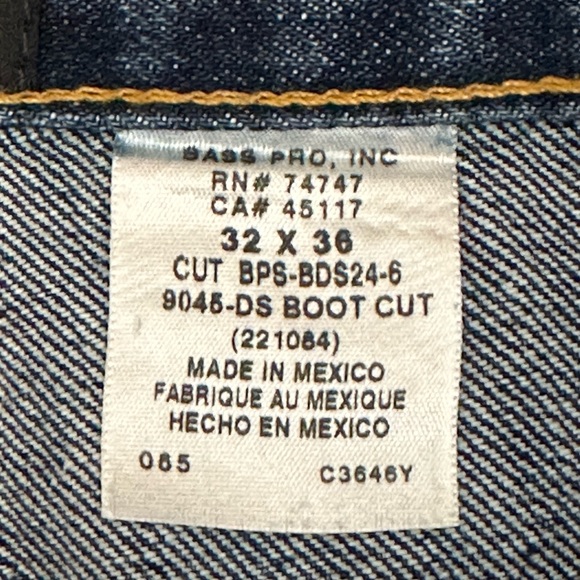 BASS PRO, INC
RN# 74747
CA# 45117
32 X 36
CUT BPS-BDS24-6
9045-DS BOOT CUT
(221084)
MADE IN MEXICO
FABRIQUE AU MEXIQUE
HECHO EN MEXICO
085 C3646Y